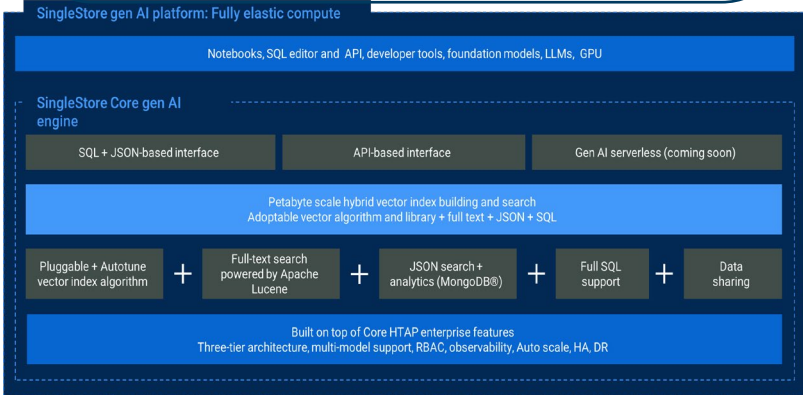 SingleStore gen AI platform: Fully elastic compute
Notebooks, SQL editor and API, developer tools, foundation models, LLMs, GPU
SingleStore Core gen AI
engine
SQL + JSON-based interface
API-based interface
Gen AI serverless (coming soon)
Petabyte scale hybrid vector index building and search
Adoptable vector algorithm and library + full text + JSON + SQL
Pluggable + Autotune
vector index algorithm
+
Full-text search
powered by Apache
Lucene
+
JSON search +
analytics (MongoDB®)
+
Full SQL
support
+
Data
sharing
Built on top of Core HTAP enterprise features
Three-tier architecture, multi-model support, RBAC, observability, Auto scale, HA, DR